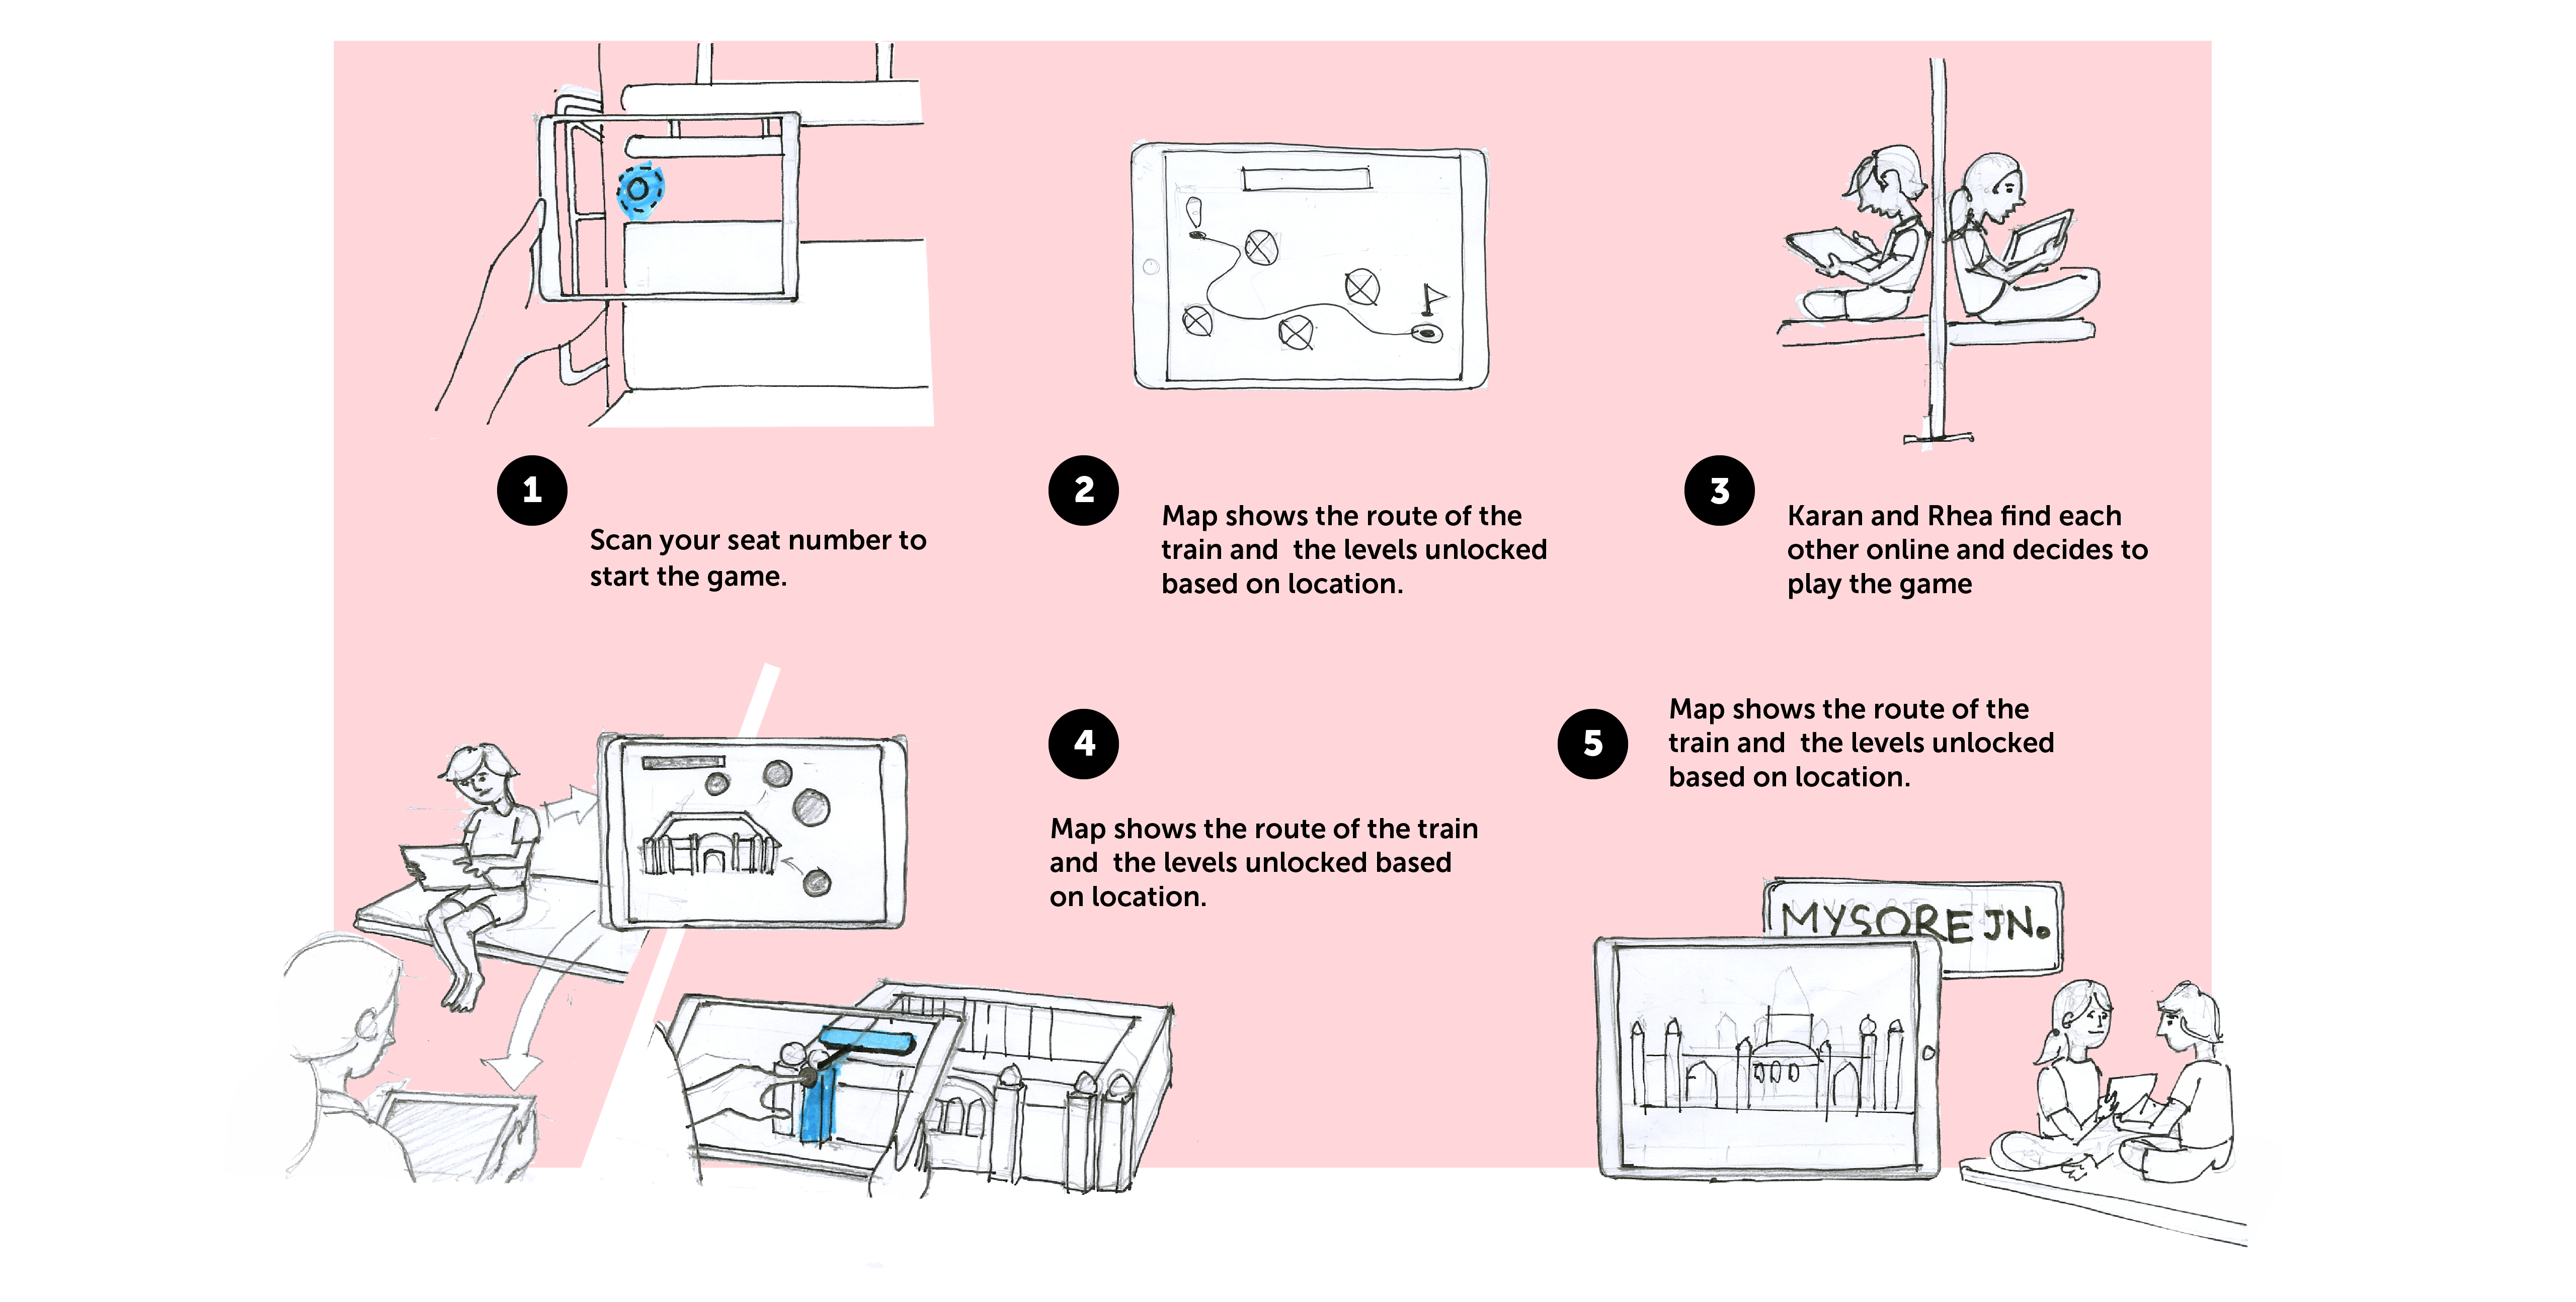 1
Scan your seat number to
start the game.
2
Map shows the route of the
train and  the levels unlocked
based on location.
3
Karan and Rhea find each
other online and decides to
play the game
4
Map shows the route of the train
and  the levels unlocked based
on location.
5
Map shows the route of the
train and  the levels unlocked
based on location.
MYSORE JN.